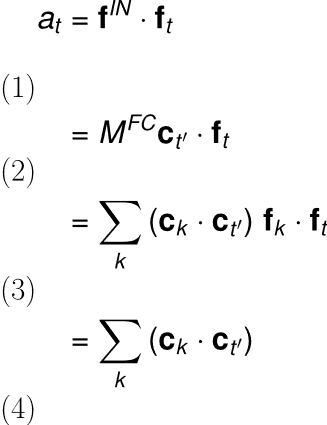 a_t = f^{IN} · f_t
(1)
= M^{FC} c_{t'} · f_t
(2)
= ∑_k (c_k · c_{t'}) f_k · f_t
(3)
= ∑_k (c_k · c_{t'})
(4)